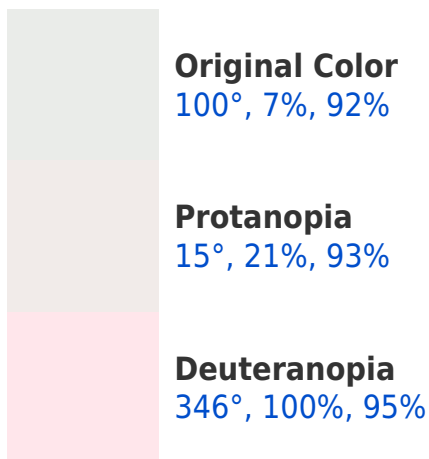 Original Color
100°, 7%, 92%
Protanopia
15°, 21%, 93%
Deuteranopia
346°, 100%, 95%